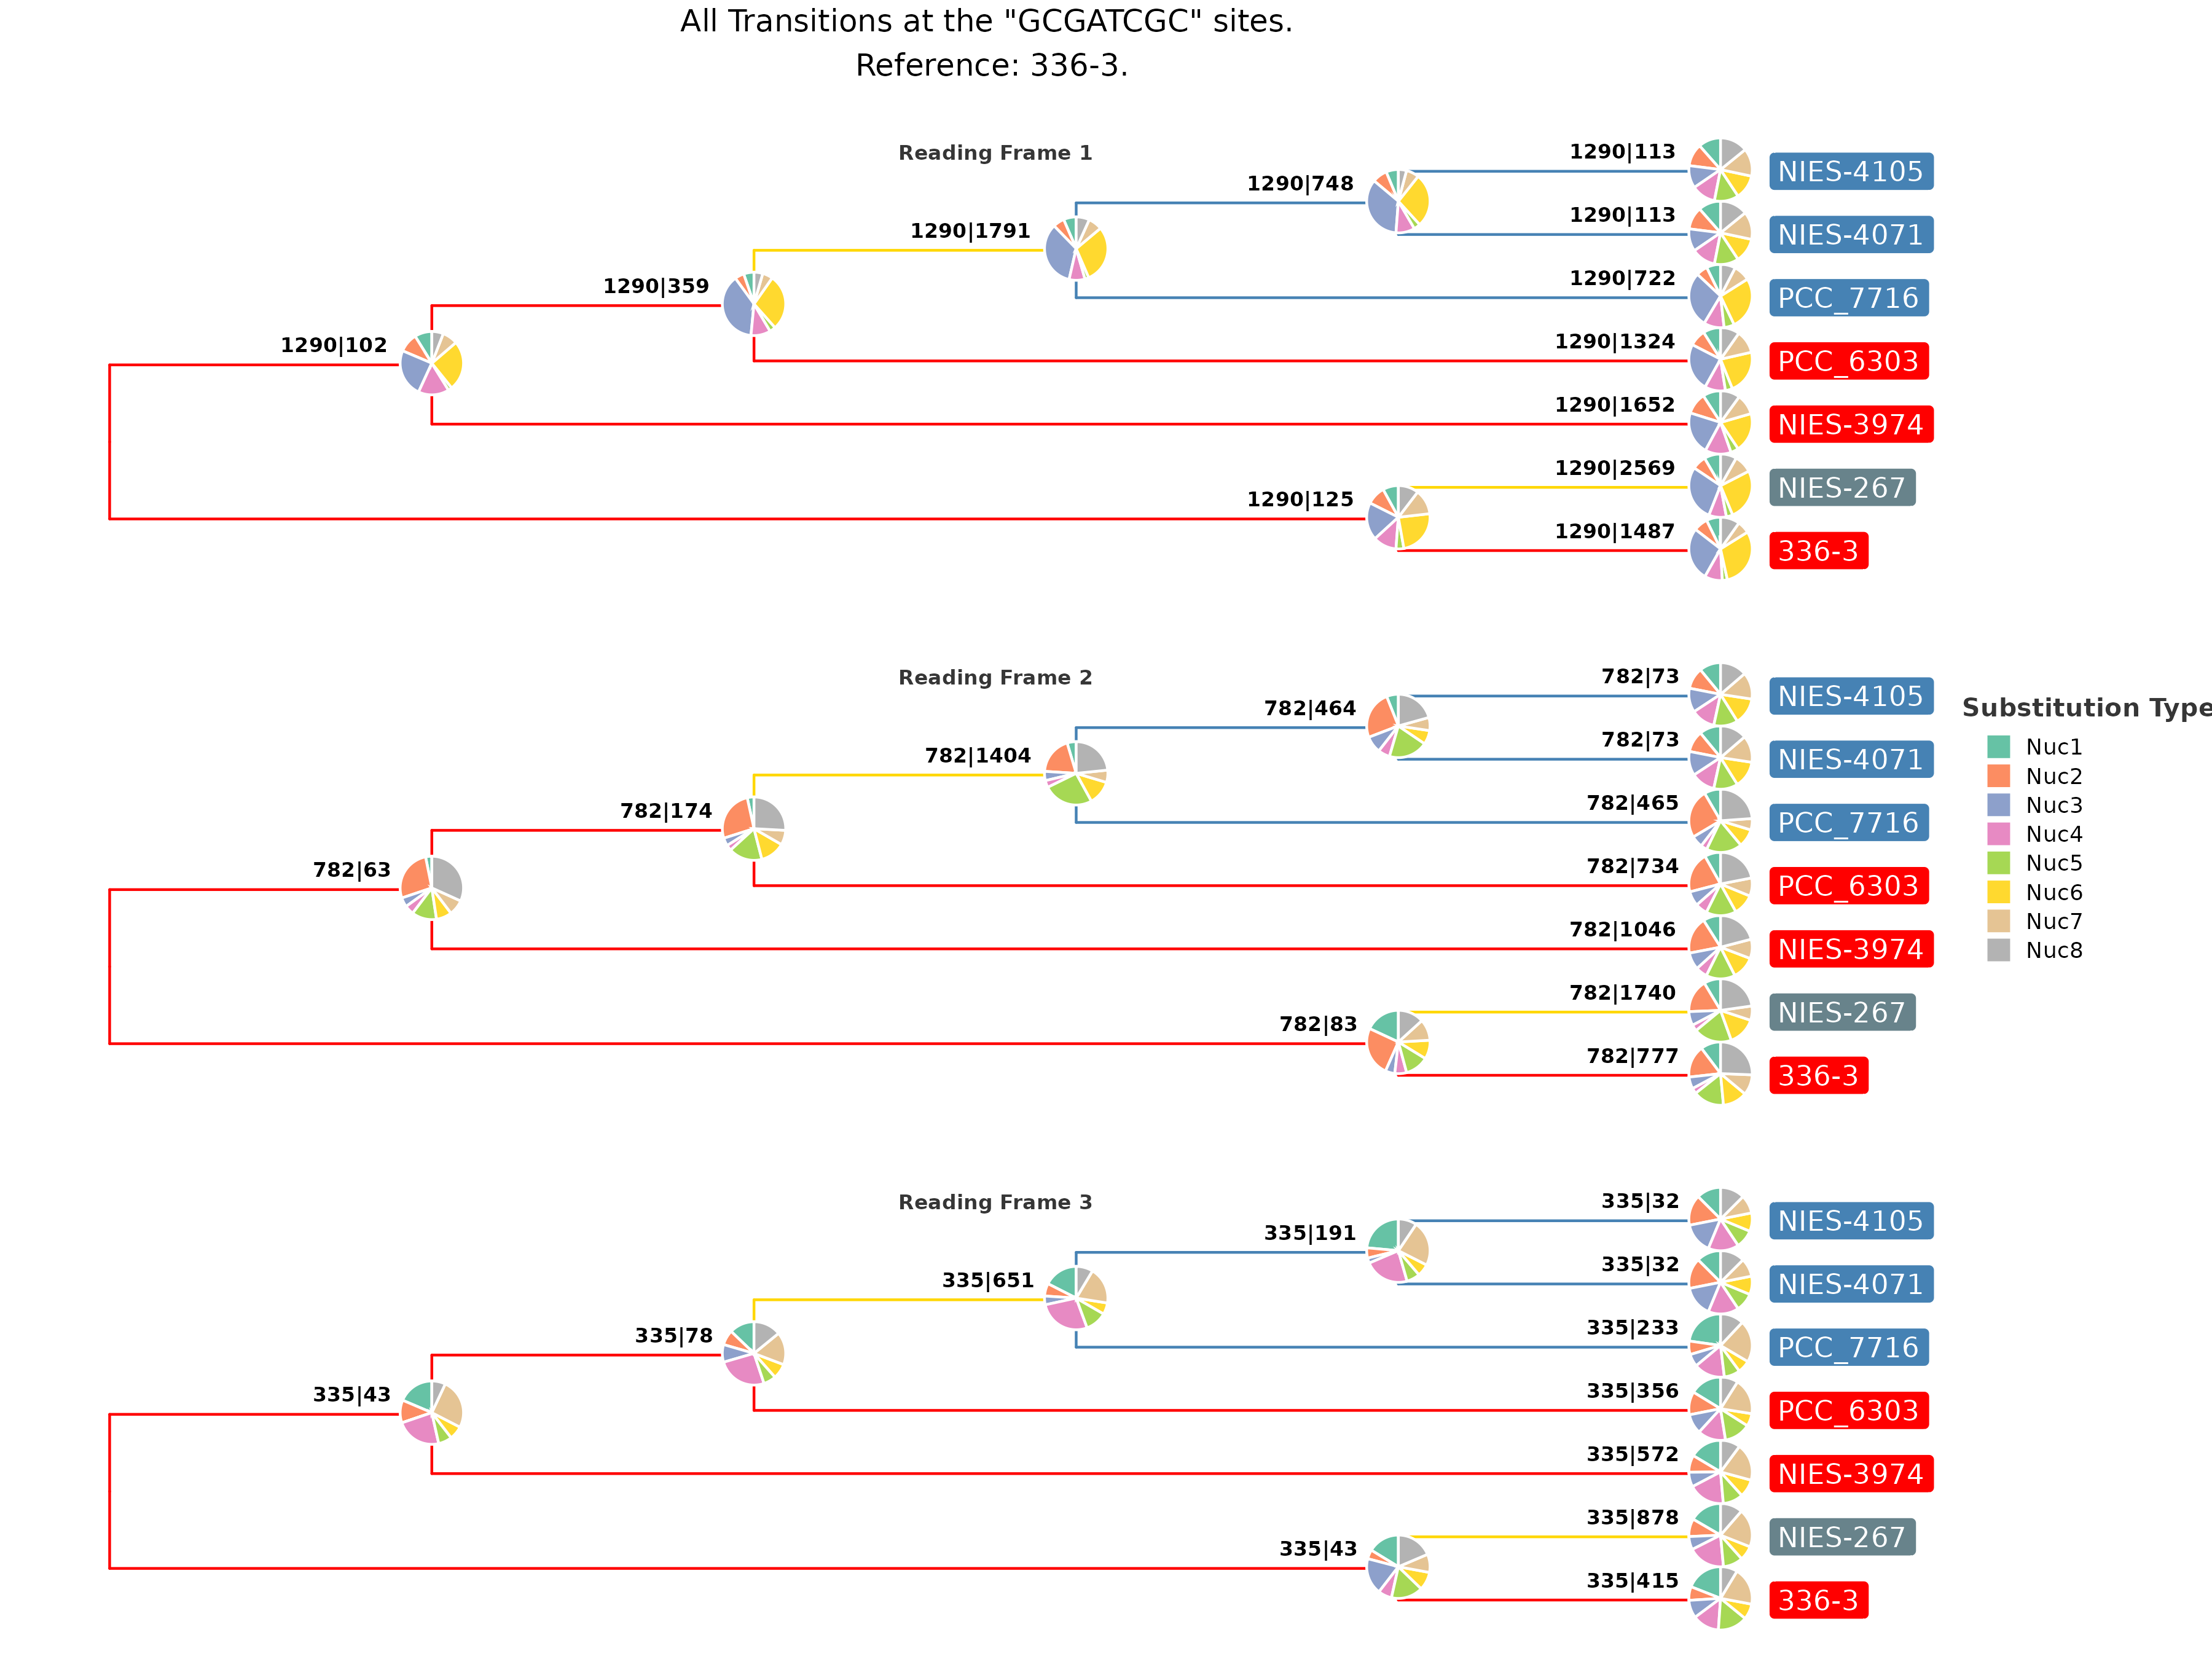 All Transitions at the "GCGATCGC" sites.
Reference: 336-3.
Reading Frame 1
1290|113
NIES-4105
1290|748
1290|113
NIES-4071
1290|1791
1290|722
PCC_7716
1290|359
1290|1324
PCC_6303
1290|102
1290|1652
NIES-3974
1290|2569
NIES-267
1290|125
1290|1487
336-3
Reading Frame 2
782|73
NIES-4105
782|464
782|73
NIES-4071
782|1404
782|465
PCC_7716
782|174
782|734
PCC_6303
782|63
782|1046
NIES-3974
782|1740
NIES-267
782|83
782|777
336-3
Substitution Type
Nuc1
Nuc2
Nuc3
Nuc4
Nuc5
Nuc6
Nuc7
Nuc8
Reading Frame 3
335|32
NIES-4105
335|191
335|32
NIES-4071
335|651
335|233
PCC_7716
335|78
335|356
PCC_6303
335|43
335|572
NIES-3974
335|878
NIES-267
335|43
335|415
336-3